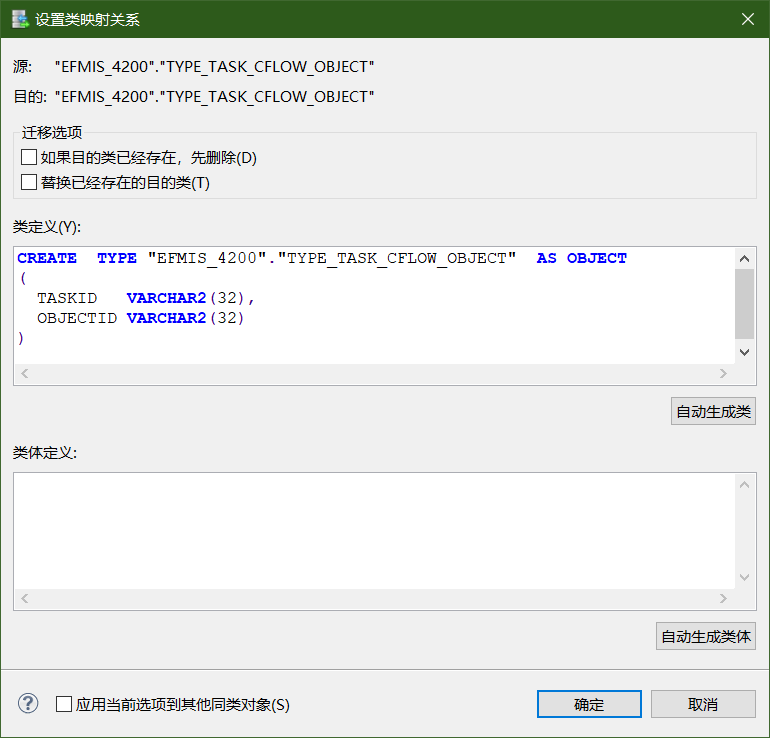 设置类映射关系
源: "EFMIS_4200"."TYPE_TASK_CFLOW_OBJECT"
目的: "EFMIS_4200"."TYPE_TASK_CFLOW_OBJECT"
迁移选项
如果目的类已经存在，先删除(D)
替换已经存在的目的类(T)
类定义(Y):
CREATE  TYPE "EFMIS_4200"."TYPE_TASK_CFLOW_OBJECT"  AS OBJECT
(
  TASKID   VARCHAR2(32),
  OBJECTID VARCHAR2(32)
)
自动生成类
类体定义:
自动生成类体
?
应用当前选项到其他同类对象(S)
确定
取消